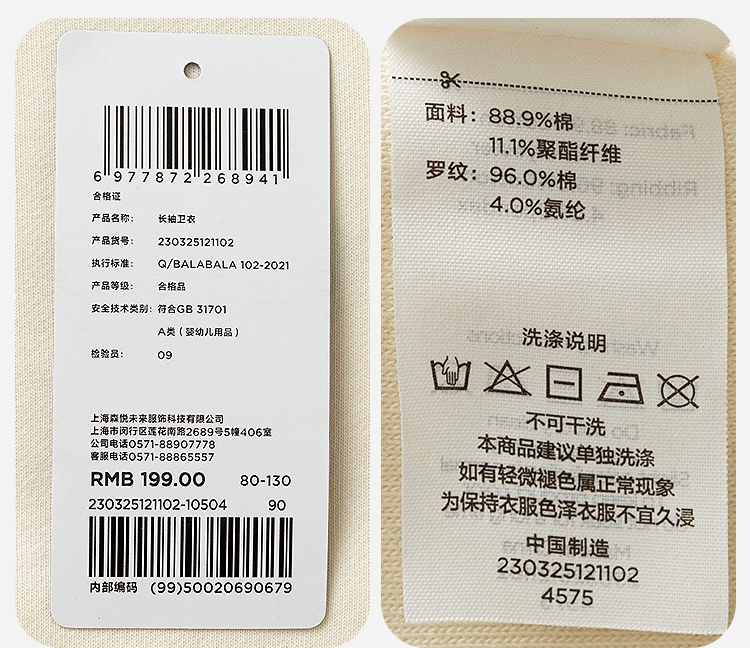 6 977872 268941
合格证
产品名称： 长袖卫衣
产品货号： 230325121102
执行标准： Q/BALABALA 102-2021
产品等级： 合格品
安全技术类别：符合GB 31701
A类（婴幼儿用品）
检验员： 09
上海森悦未来服饰科技有限公司
上海市闵行区莲花南路2689号5幢406室
公司电话0571-88907778
客服电话0571-88865557
RMB 199.00 80-130
230325121102-10504 90
内部编码 (99)50020690679
面料：88.9%棉
11.1%聚酯纤维
罗纹：96.0%棉
4.0%氨纶
洗涤说明
不可干洗
本商品建议单独洗涤
如有轻微褪色属正常现象
为保持衣服色泽衣服不宜久浸
中国制造
230325121102
4575